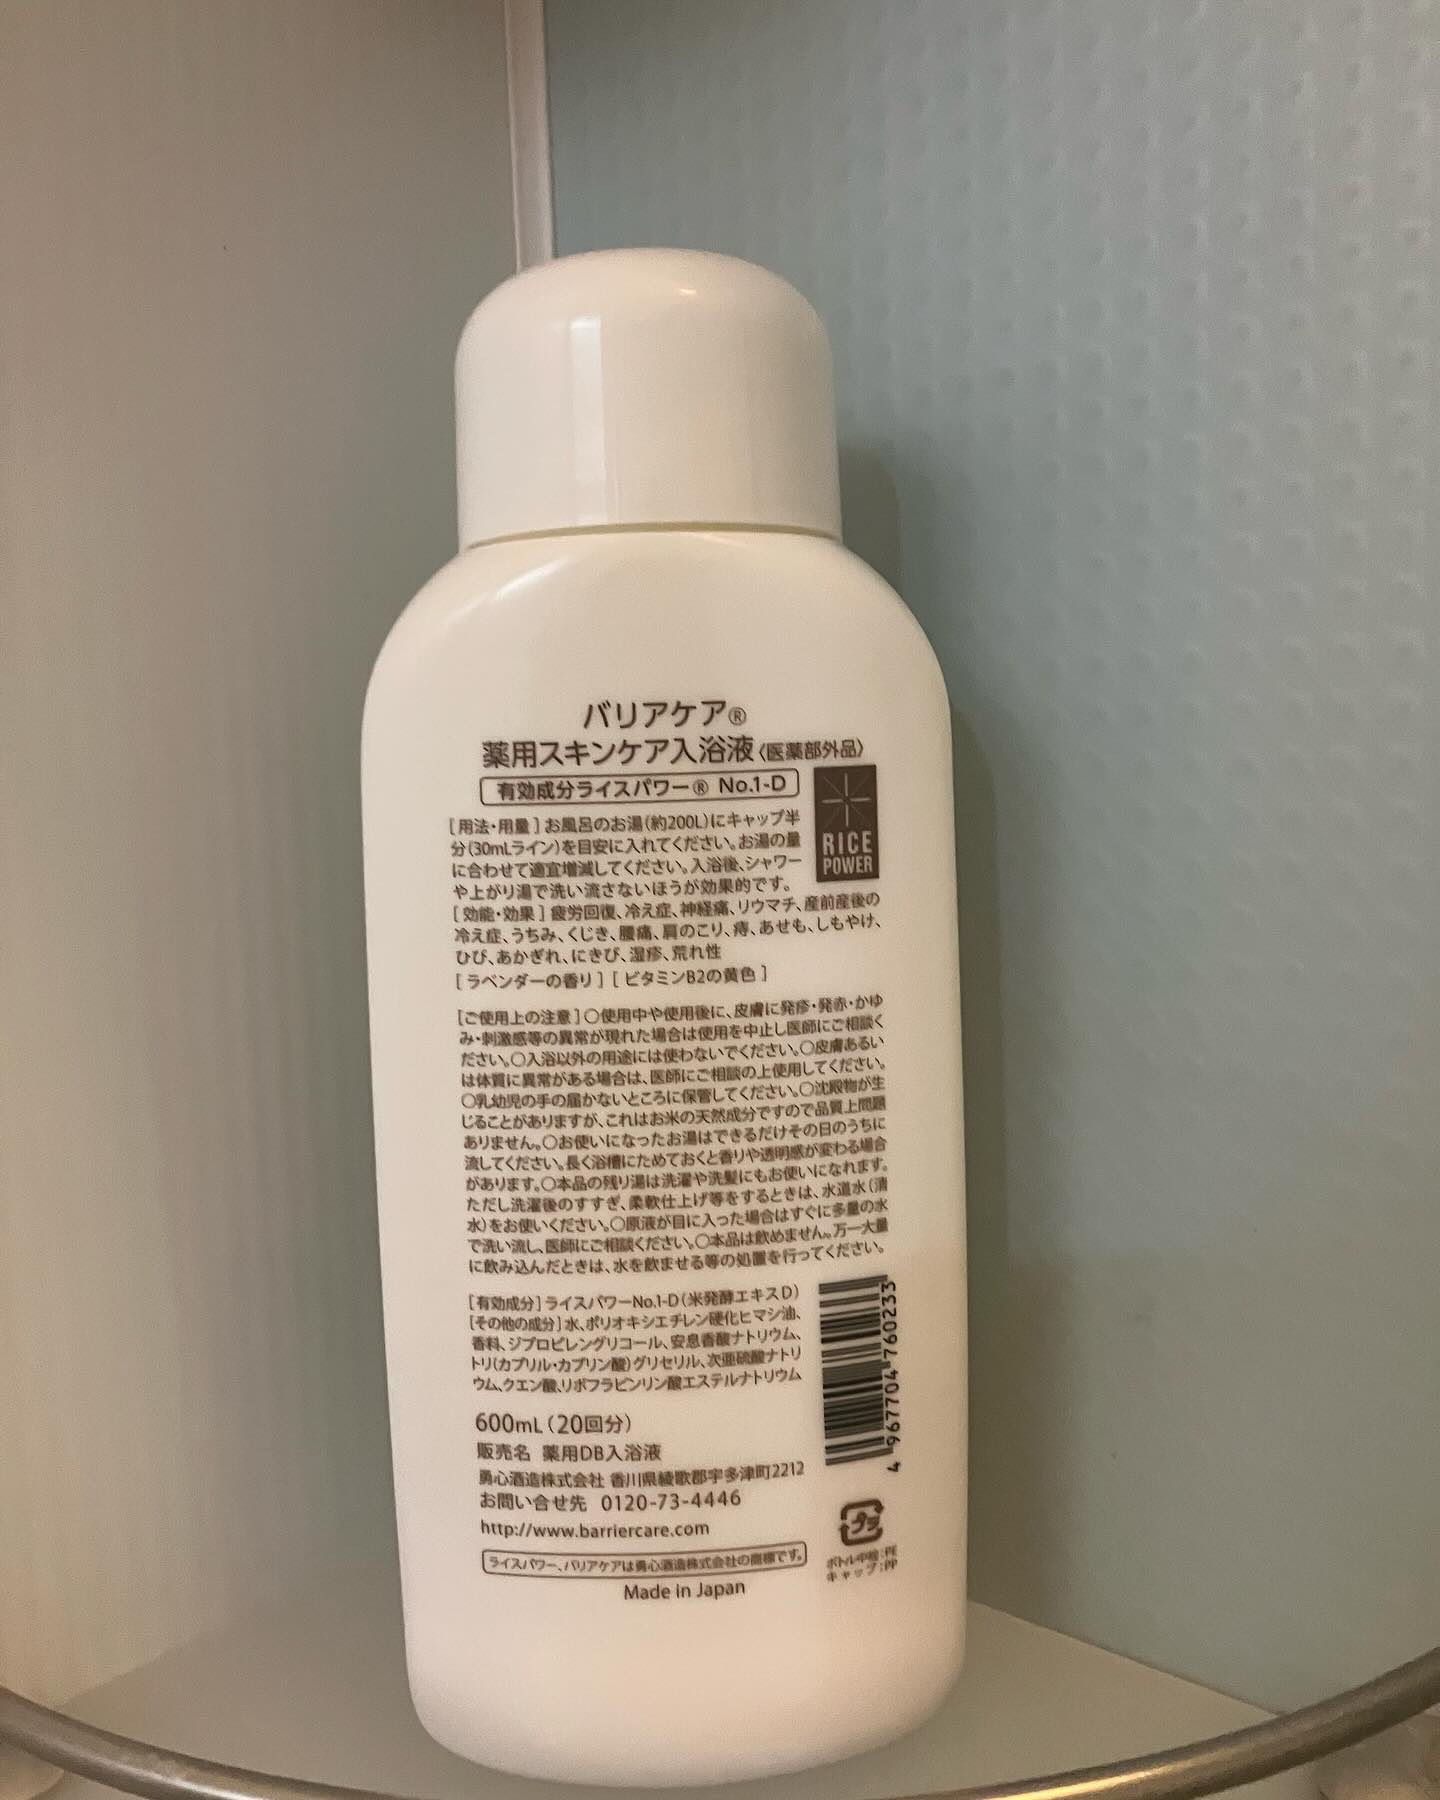 バリアケア®
薬用スキンケア入浴液〈医薬部外品〉
有効成分ライスパワー® No.1-D
RICE
POWER
[用法・用量]お風呂のお湯(約200L)にキャップ半
分(30mLライン)を目安に入れてください。お湯の量
に合わせて適宜増減してください。入浴後、シャワー
や上がり湯で洗い流さないほうが効果的です。
[効能・効果]疲労回復、冷え症、神経痛、リウマチ、産前産後の
冷え症、うちみ、くじき、腰痛、肩のこり、痔、あせも、しもやけ、
ひび、あかぎれ、にきび、湿疹、荒れ性
[ラベンダーの香り][ビタミンB2の黄色]
[ご使用上の注意]○使用中や使用後に、皮膚に発疹・発赤・かゆ
み・刺激感等の異常が現れた場合は使用を中止し医師にご相談く
ださい。○入浴以外の用途には使わないでください。○皮膚あるい
は体質に異常がある場合は、医師にご相談の上使用してください。
○乳幼児の手の届かないところに保管してください。○沈殿物が生
じることがありますが、これはお米の天然成分ですので品質上問題
ありません。○お使いになったお湯はできるだけその日のうちに
流してください。長く浴槽にためておくと香りや透明感が変わる場合
があります。○本品の残り湯は洗濯や洗髪にもお使いになれます。
ただし洗濯後のすすぎ、柔軟仕上げ等をするときは、水道水(清
水)をお使いください。○原液が目に入った場合はすぐに多量の水
で洗い流し、医師にご相談ください。○本品は飲めません。万一大量
に飲み込んだときは、水を飲ませる等の処置を行ってください。
[有効成分]ライスパワーNo.1-D(米発酵エキスD)
[その他の成分]水、ポリオキシエチレン硬化ヒマシ油、
香料、ジプロピレングリコール、安息香酸ナトリウム、
トリ(カプリル・カプリン酸)グリセリル、次亜硫酸ナトリ
ウム、クエン酸、リボフラビンリン酸エステルナトリウム
600mL(20回分)
販売名 薬用DB入浴液
勇心酒造株式会社 香川県綾歌郡宇多津町2212
お問い合せ先 0120-73-4446
http://www.barriercare.com
ライスパワー、バリアケアは勇心酒造株式会社の商標です。
Made in Japan
4 967704 760233
プラ
ボトル・中栓:PE
キャップ:PP